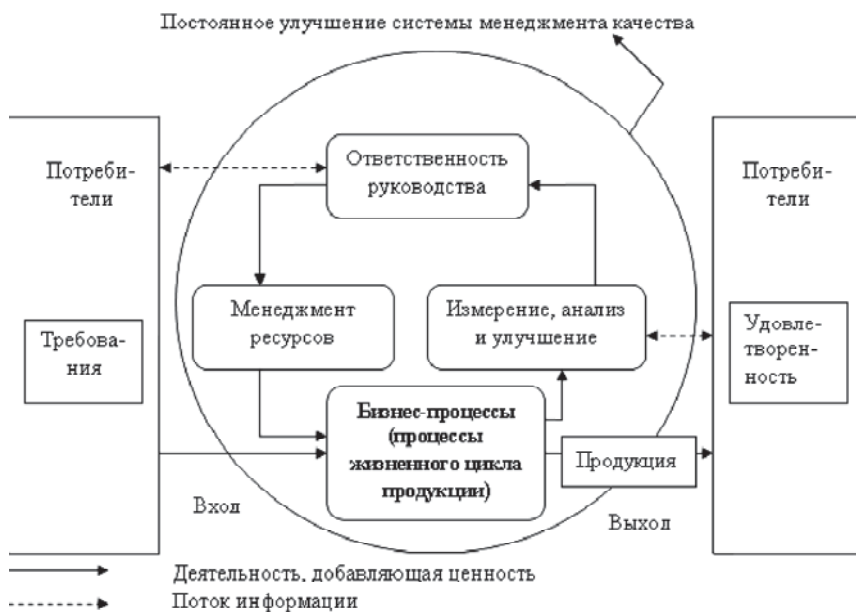 Постоянное улучшение системы менеджмента качества
Потреби-
тели
Ответственность
руководства
Потреби-
тели
Менеджмент
ресурсов
Измерение, анализ
и улучшение
Требова-
ния
Удовле-
творен-
ность
Бизнес-процессы
(процессы
жизненного цикла
продукции)
Продукция
Вход
Выход
Деятельность, добавляющая ценность
Поток информации